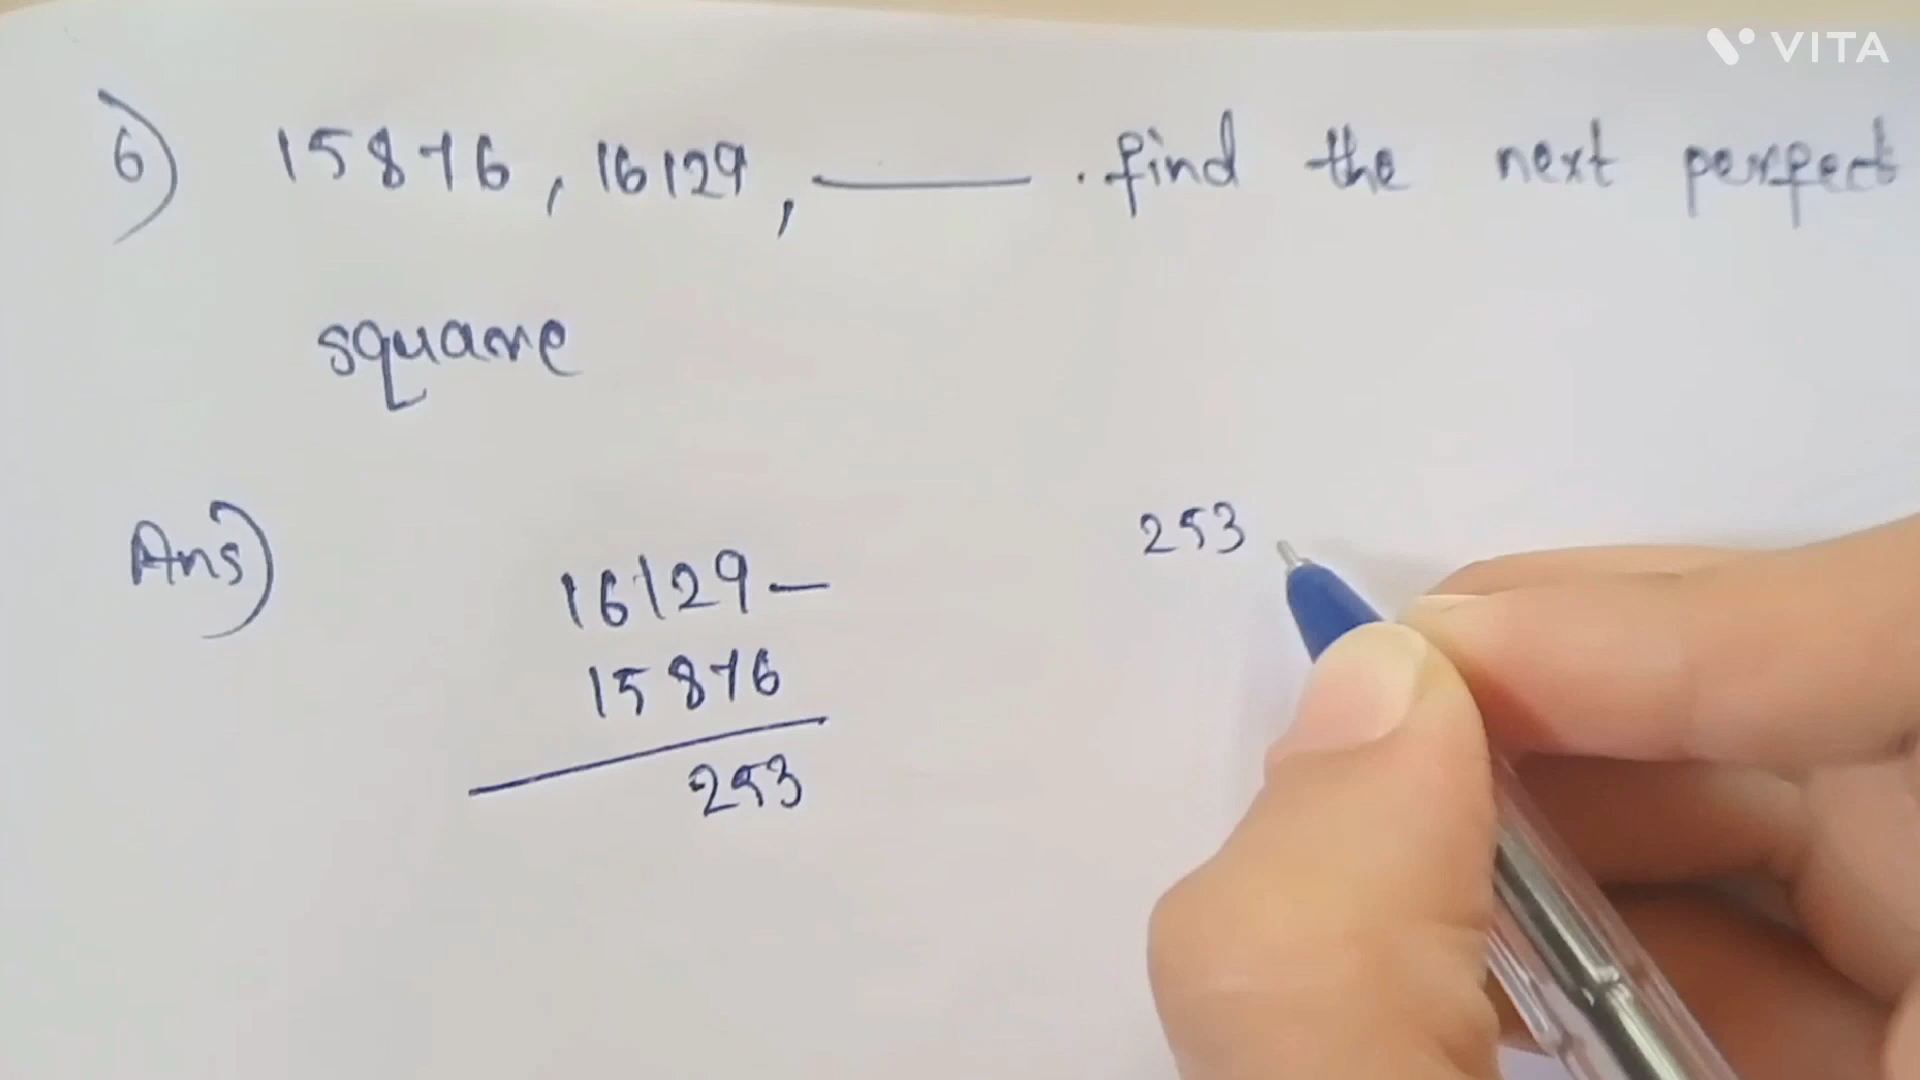 VITA
6) 15876, 16129, ______ . find the next perfect
square
Ans)
16129 —
15876
253
253